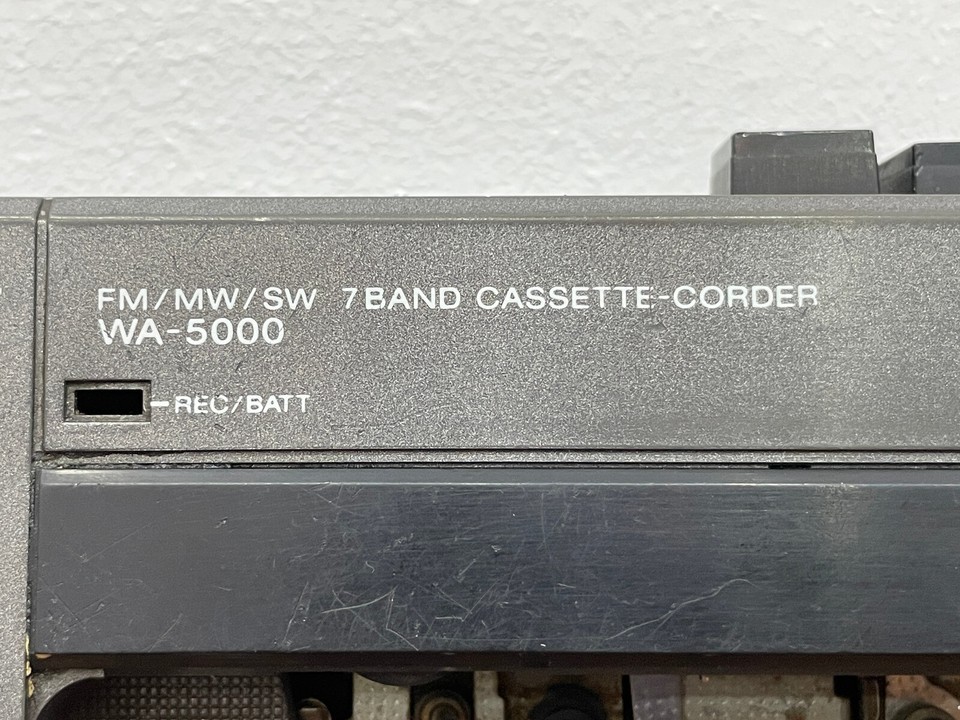 FM/MW/SW 7BAND CASSETTE-CORDER
WA-5000
REC/BATT